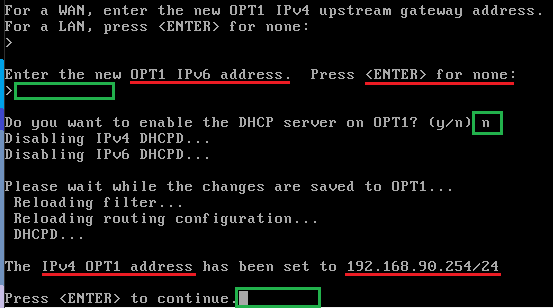 For a WAN, enter the new OPT1 IPv4 upstream gateway address.
For a LAN, press <ENTER> for none:
>
Enter the new OPT1 IPv6 address.  Press <ENTER> for none:
>
Do you want to enable the DHCP server on OPT1? (y/n) n
Disabling IPv4 DHCPD...
Disabling IPv6 DHCPD...
Please wait while the changes are saved to OPT1...
 Reloading filter...
 Reloading routing configuration...
 DHCPD...
The IPv4 OPT1 address has been set to 192.168.90.254/24
Press <ENTER> to continue.